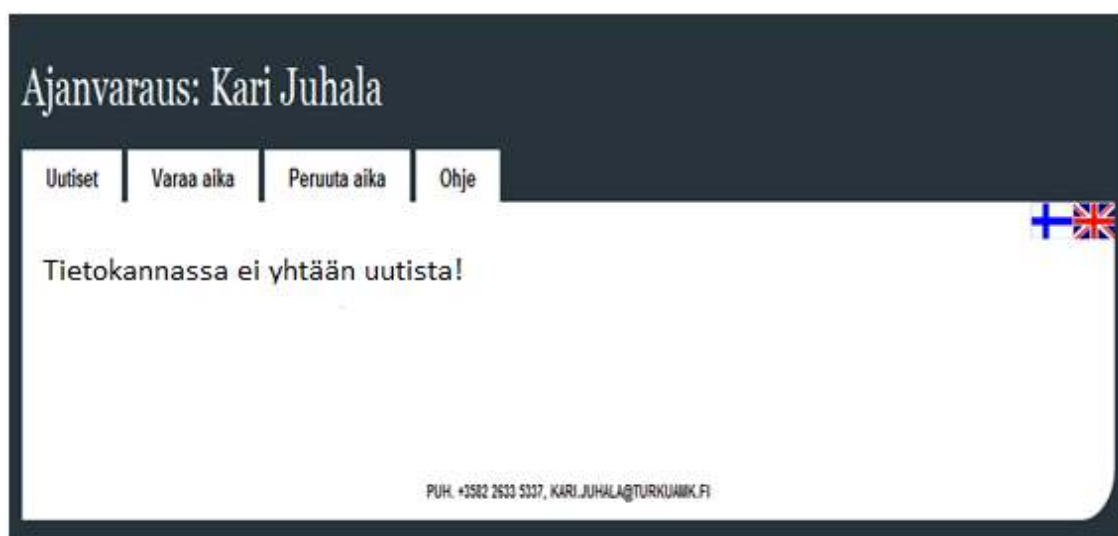 Ajanvaraus: Kari Juhala
Uutiset Varaa aika Peruuta aika Ohje
Tietokannassa ei yhtään uutista!
PUH. +3582 2633 5337, KARI.JUHALA@TURKUAMK.FI